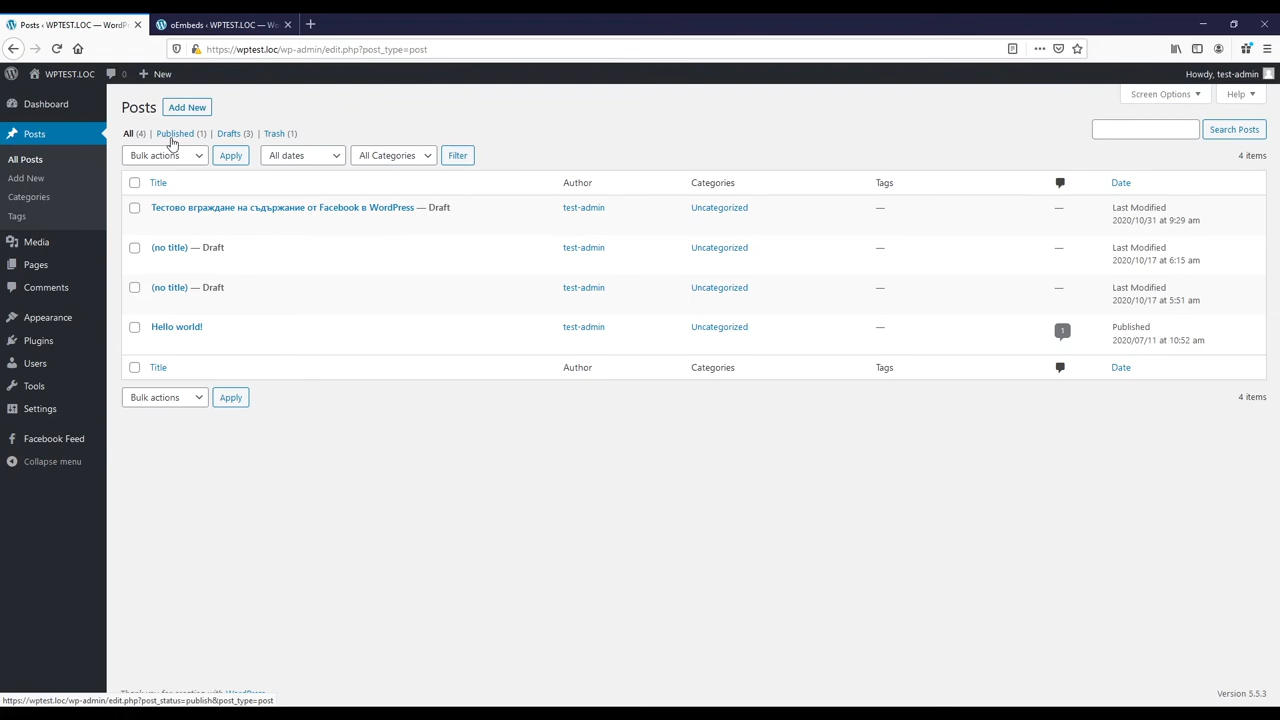 Posts ‹ WPTEST.LOC — WordPr
oEmbeds ‹ WPTEST.LOC — Wo
https://wptest.loc/wp-admin/edit.php?post_type=post
WPTEST.LOC 0 New
Howdy, test-admin
Dashboard
Posts
All Posts
Add New
Categories
Tags
Media
Pages
Comments
Appearance
Plugins
Users
Tools
Settings
Facebook Feed
Collapse menu
Screen Options Help
Posts Add New
All (4) | Published (1) | Drafts (3) | Trash (1)
Search Posts
Bulk actions Apply All dates All Categories Filter
4 items
Title Author Categories Tags Date
Тестово вграждане на съдържание от Facebook в WordPress — Draft test-admin Uncategorized — — Last Modified
2020/10/31 at 9:29 am
(no title) — Draft test-admin Uncategorized — — Last Modified
2020/10/17 at 6:15 am
(no title) — Draft test-admin Uncategorized — — Last Modified
2020/10/17 at 5:51 am
Hello world! test-admin Uncategorized — 1 Published
2020/07/11 at 10:52 am
Title Author Categories Tags Date
Bulk actions Apply
4 items
Thank you for creating with WordPress.
Version 5.5.3
https://wptest.loc/wp-admin/edit.php?post_status=publish&post_type=post